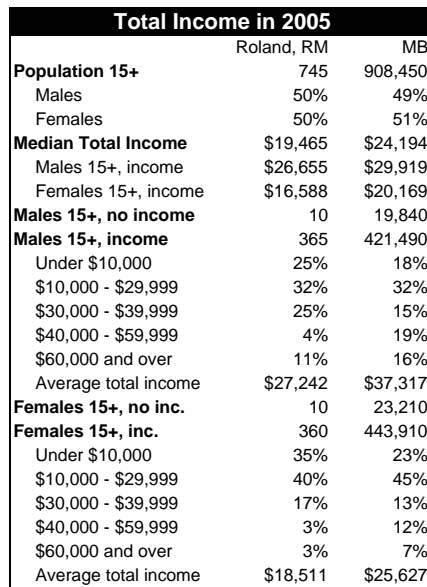 Total Income in 2005
Roland, RM MB
Population 15+ 745 908,450
Males 50% 49%
Females 50% 51%
Median Total Income $19,465 $24,194
Males 15+, income $26,655 $29,919
Females 15+, income $16,588 $20,169
Males 15+, no income 10 19,840
Males 15+, income 365 421,490
Under $10,000 25% 18%
$10,000 - $29,999 32% 32%
$30,000 - $39,999 25% 15%
$40,000 - $59,999 4% 19%
$60,000 and over 11% 16%
Average total income $27,242 $37,317
Females 15+, no inc. 10 23,210
Females 15+, inc. 360 443,910
Under $10,000 35% 23%
$10,000 - $29,999 40% 45%
$30,000 - $39,999 17% 13%
$40,000 - $59,999 3% 12%
$60,000 and over 3% 7%
Average total income $18,511 $25,627